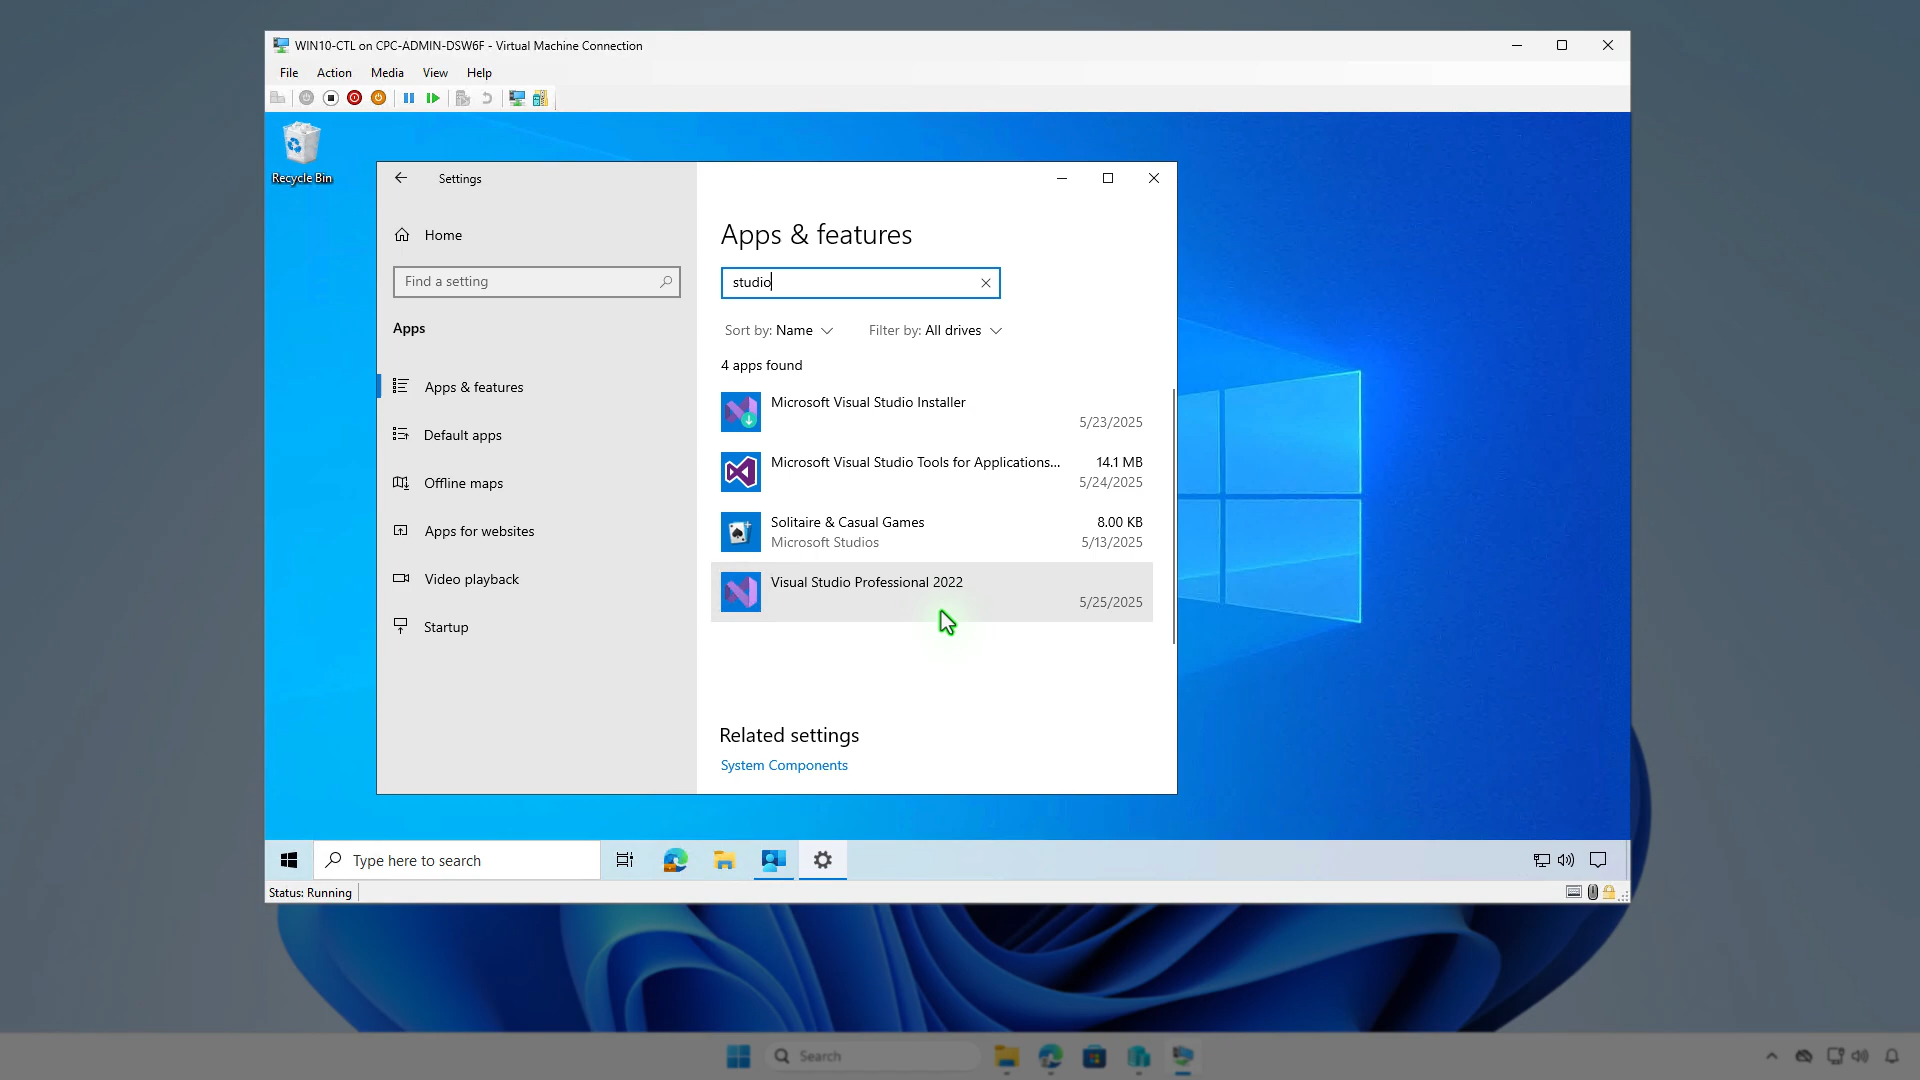 WIN10-CTL on CPC-ADMIN-DSW6F - Virtual Machine Connection
File Action Media View Help
Recycle Bin
Settings
Home
Find a setting
Apps
Apps & features
Default apps
Offline maps
Apps for websites
Video playback
Startup
Apps & features
studio
Sort by: Name Filter by: All drives
4 apps found
Microsoft Visual Studio Installer
5/23/2025
Microsoft Visual Studio Tools for Applications... 14.1 MB
5/24/2025
Solitaire & Casual Games 8.00 KB
Microsoft Studios 5/13/2025
Visual Studio Professional 2022
5/25/2025
Related settings
System Components
Type here to search
Status: Running
Search